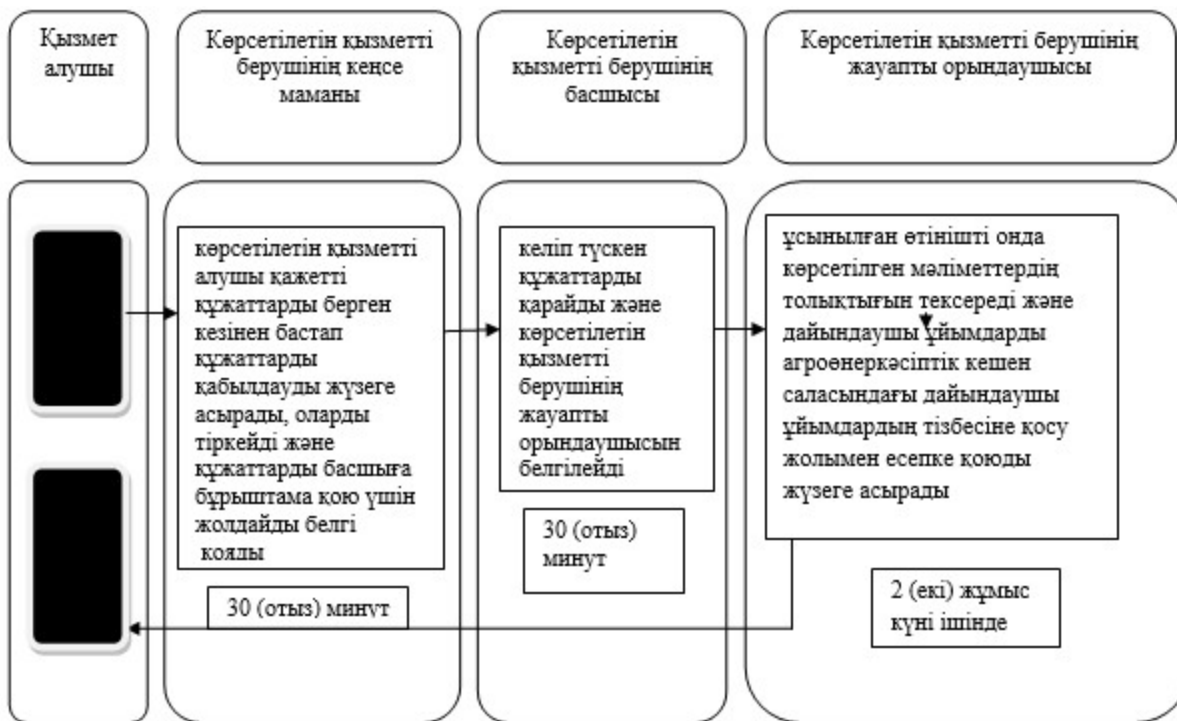 Қызмет
алушы
Көрсетілетін қызметті
берушінің кеңсе
маманы
Көрсетілетін
қызметті берушінің
басшысы
Көрсетілетін қызметті берушінің
жауапты орындаушысы
көрсетілетін қызметті
алушы қажетті
құжаттарды берген
кезінен бастап
құжаттарды
қабылдауды жүзеге
асырады, оларды
тіркейді және
құжаттарды басшыға
бұрыштама қою үшін
жолдайды белгі
қояды
30 (отыз) минут
келіп түскен
құжаттарды
қарайды және
көрсетілетін
қызметті
берушінің
жауапты
орындаушысын
белгілейді
30 (отыз)
минут
ұсынылған өтінішті онда
көрсетілген мәліметтердің
толықтығын тексереді және
дайындаушы ұйымдарды
агроөнеркәсіптік кешен
саласындағы дайындаушы
ұйымдардың тізбесіне қосу
жолымен есепке қоюды
жүзеге асырады
2 (екі) жұмыс
күні ішінде